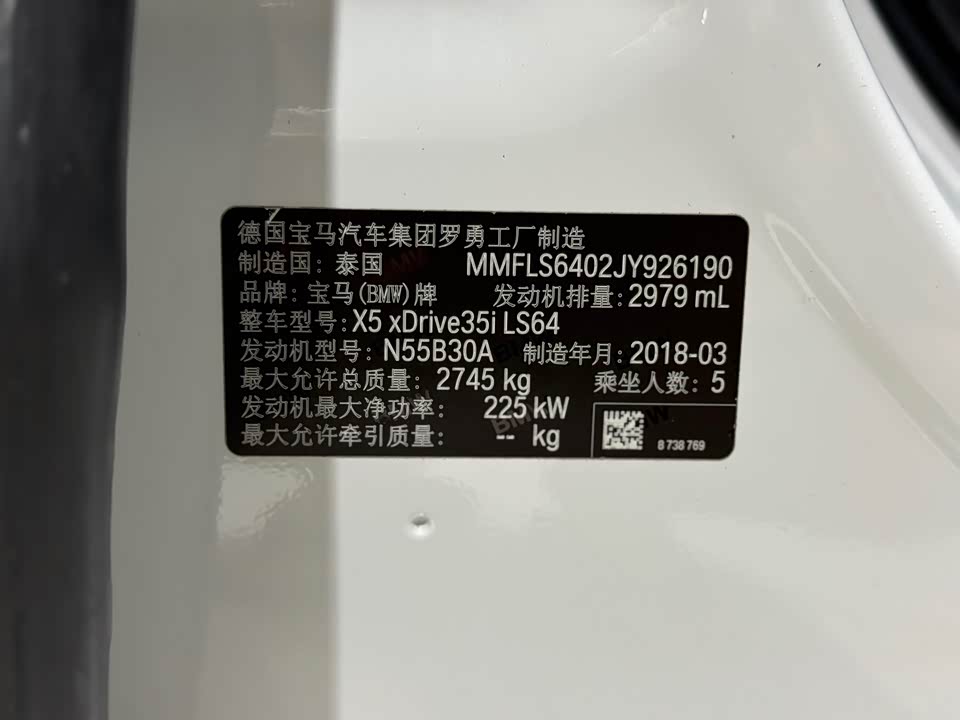 德国宝马汽车集团罗勇工厂制造
制造国: 泰国 MMFLS6402JY926190
品牌: 宝马(BMW)牌 发动机排量: 2979 mL
整车型号: X5 xDrive35i LS64
发动机型号: N55B30A 制造年月: 2018-03
最大允许总质量: 2745 kg 乘坐人数: 5
发动机最大净功率: 225 kW
最大允许牵引质量: -- kg
8 738 769